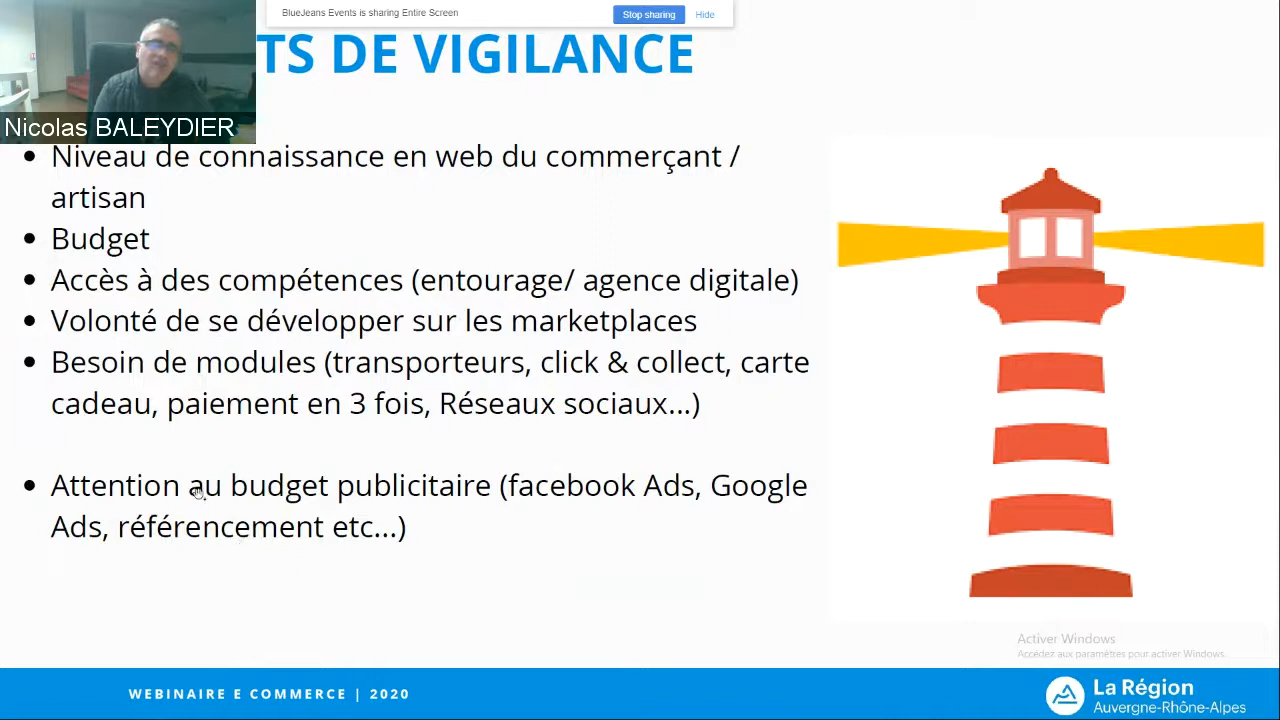 BlueJeans Events is sharing Entire Screen
Stop sharing
Hide
TS DE VIGILANCE
Nicolas BALEYDIER
• Niveau de connaissance en web du commerçant /
artisan
• Budget
• Accès à des compétences (entourage/ agence digitale)
• Volonté de se développer sur les marketplaces
• Besoin de modules (transporteurs, click & collect, carte
cadeau, paiement en 3 fois, Réseaux sociaux...)
• Attention au budget publicitaire (facebook Ads, Google
Ads, référencement etc...)
Activer Windows
Accédez aux paramètres pour activer Windows.
WEBINAIRE E COMMERCE | 2020
La Région
Auvergne-Rhône-Alpes